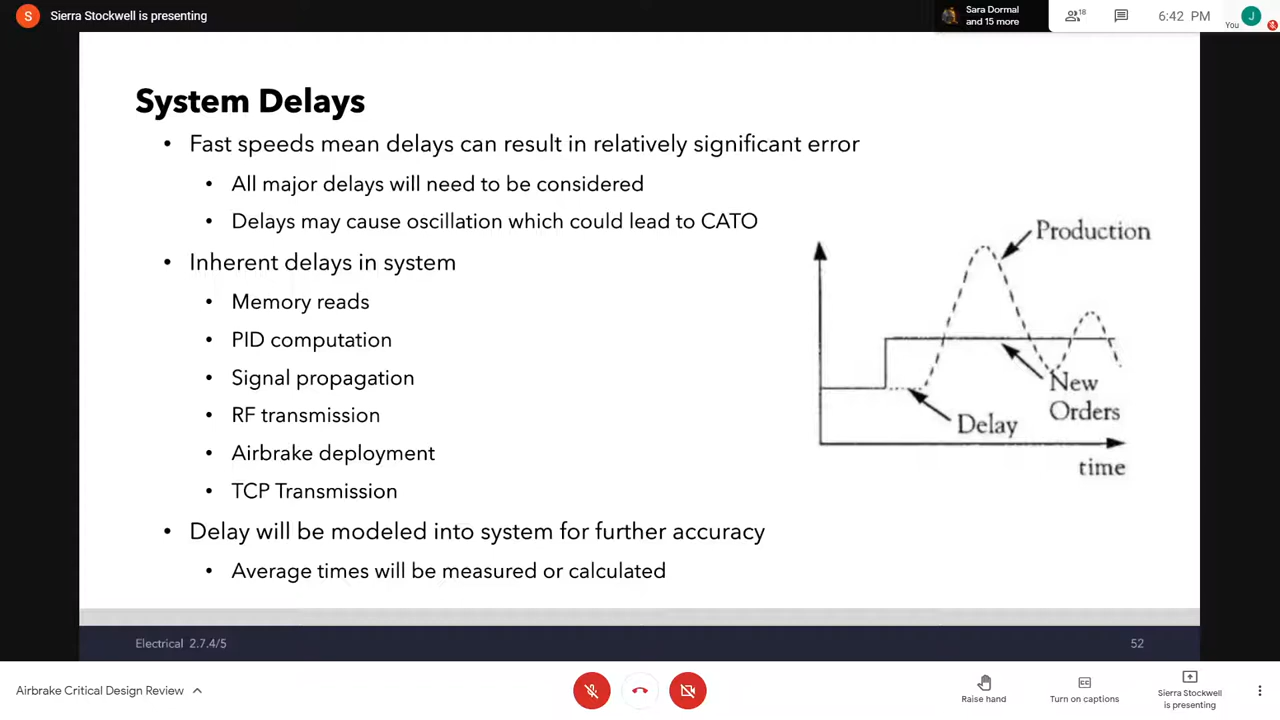 S Sierra Stockwell is presenting
Sara Dormal
and 15 more
18
6:42 PM
You
J
System Delays
• Fast speeds mean delays can result in relatively significant error
• All major delays will need to be considered
• Delays may cause oscillation which could lead to CATO
• Inherent delays in system
• Memory reads
• PID computation
• Signal propagation
• RF transmission
• Airbrake deployment
• TCP Transmission
• Delay will be modeled into system for further accuracy
• Average times will be measured or calculated
Production
New
Orders
Delay
time
Electrical 2.7.4/5
52
Airbrake Critical Design Review
Raise hand
CC
Turn on captions
Sierra Stockwell
is presenting